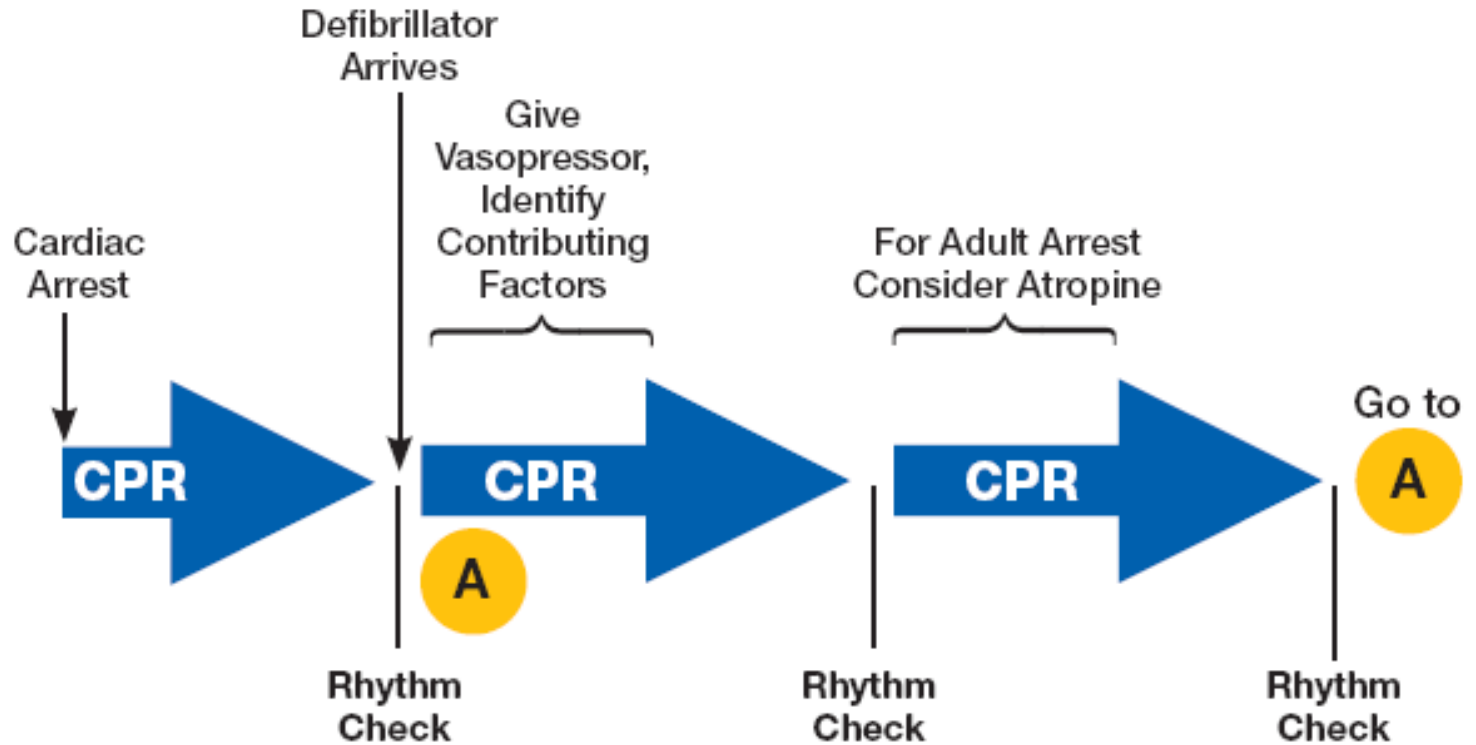 Defibrillator
Arrives
Give
Vasopressor,
Identify
Contributing
Factors
Cardiac
Arrest
For Adult Arrest
Consider Atropine
Go to
A
CPR
CPR
CPR
A
Rhythm
Check
Rhythm
Check
Rhythm
Check